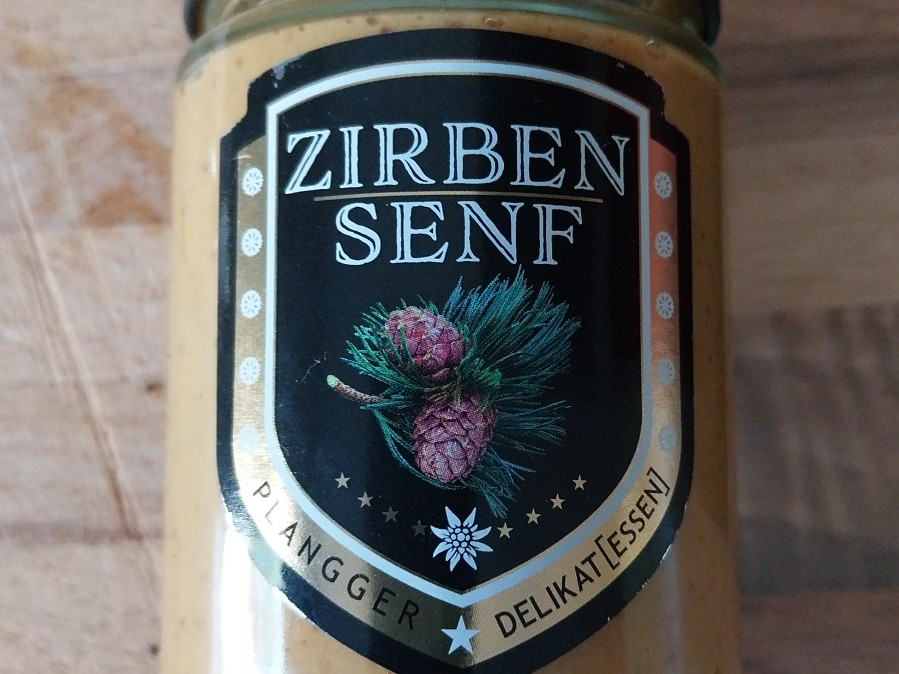 ZIRBEN
SENF
PLANGGER
DELIKAT[ESSEN]